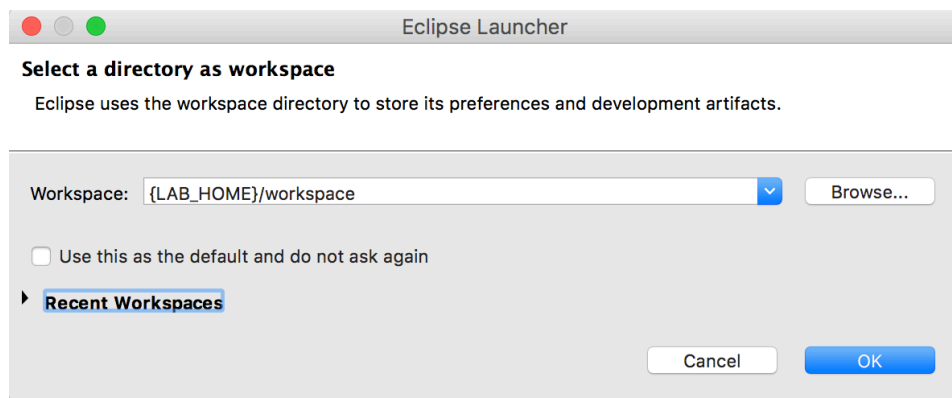 Eclipse Launcher
Select a directory as workspace
Eclipse uses the workspace directory to store its preferences and development artifacts.
Workspace: {LAB_HOME}/workspace Browse...
Use this as the default and do not ask again
Recent Workspaces
Cancel OK